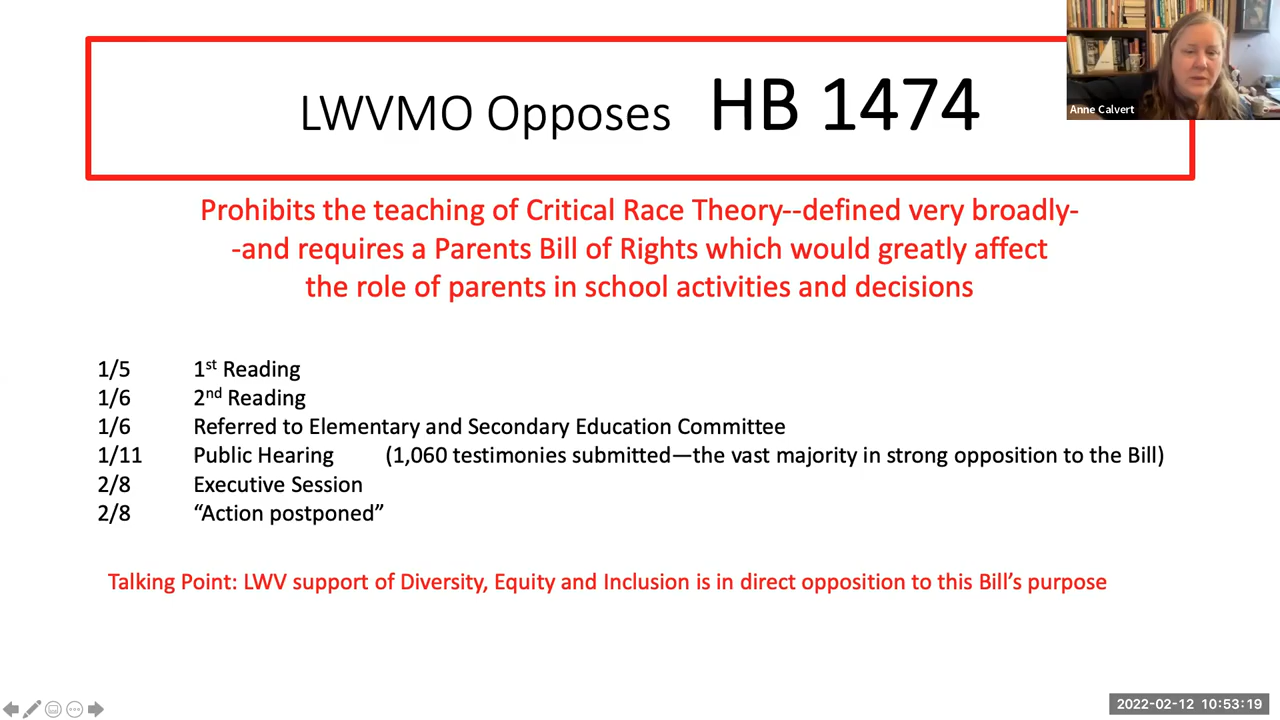 LWVMO Opposes HB 1474
Anne Calvert
Prohibits the teaching of Critical Race Theory--defined very broadly-
-and requires a Parents Bill of Rights which would greatly affect
the role of parents in school activities and decisions
1/5 1st Reading
1/6 2nd Reading
1/6 Referred to Elementary and Secondary Education Committee
1/11 Public Hearing (1,060 testimonies submitted—the vast majority in strong opposition to the Bill)
2/8 Executive Session
2/8 “Action postponed”
Talking Point: LWV support of Diversity, Equity and Inclusion is in direct opposition to this Bill’s purpose
2022-02-12 10:53:19